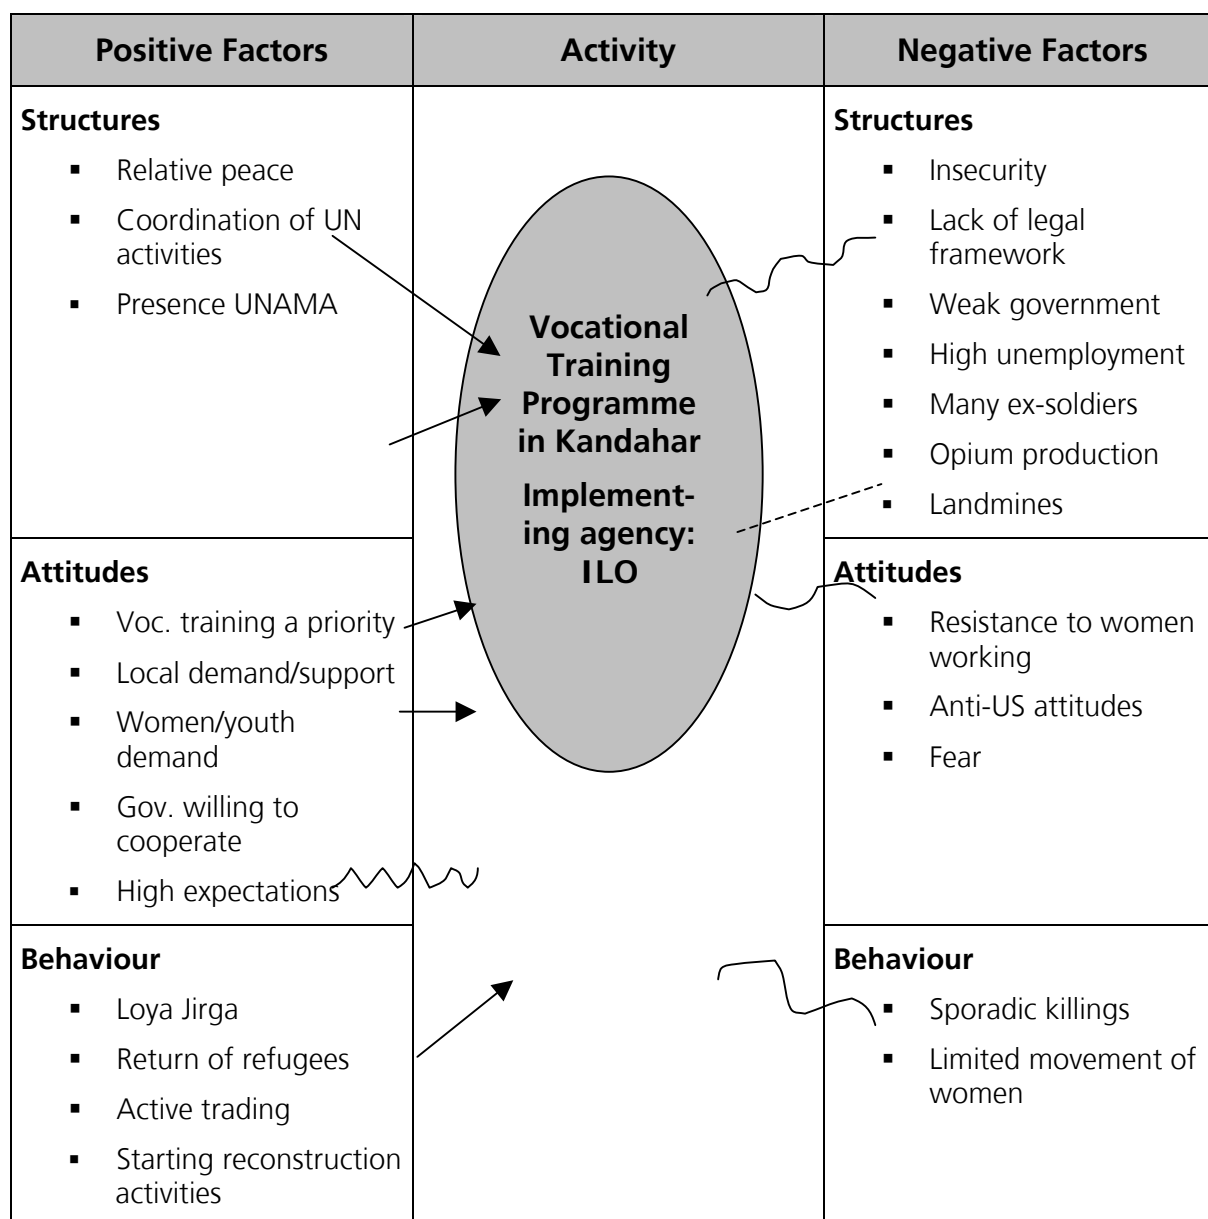 Positive Factors
Activity
Negative Factors
Structures
▪ Relative peace
▪ Coordination of UN
activities
▪ Presence UNAMA
Vocational
Training
Programme
in Kandahar
Implement-
ing agency:
ILO
Structures
▪ Insecurity
▪ Lack of legal
framework
▪ Weak government
▪ High unemployment
▪ Many ex-soldiers
▪ Opium production
▪ Landmines
Attitudes
▪ Voc. training a priority
▪ Local demand/support
▪ Women/youth
demand
▪ Gov. willing to
cooperate
▪ High expectations
Attitudes
▪ Resistance to women
working
▪ Anti-US attitudes
▪ Fear
Behaviour
▪ Loya Jirga
▪ Return of refugees
▪ Active trading
▪ Starting reconstruction
activities
Behaviour
▪ Sporadic killings
▪ Limited movement of
women